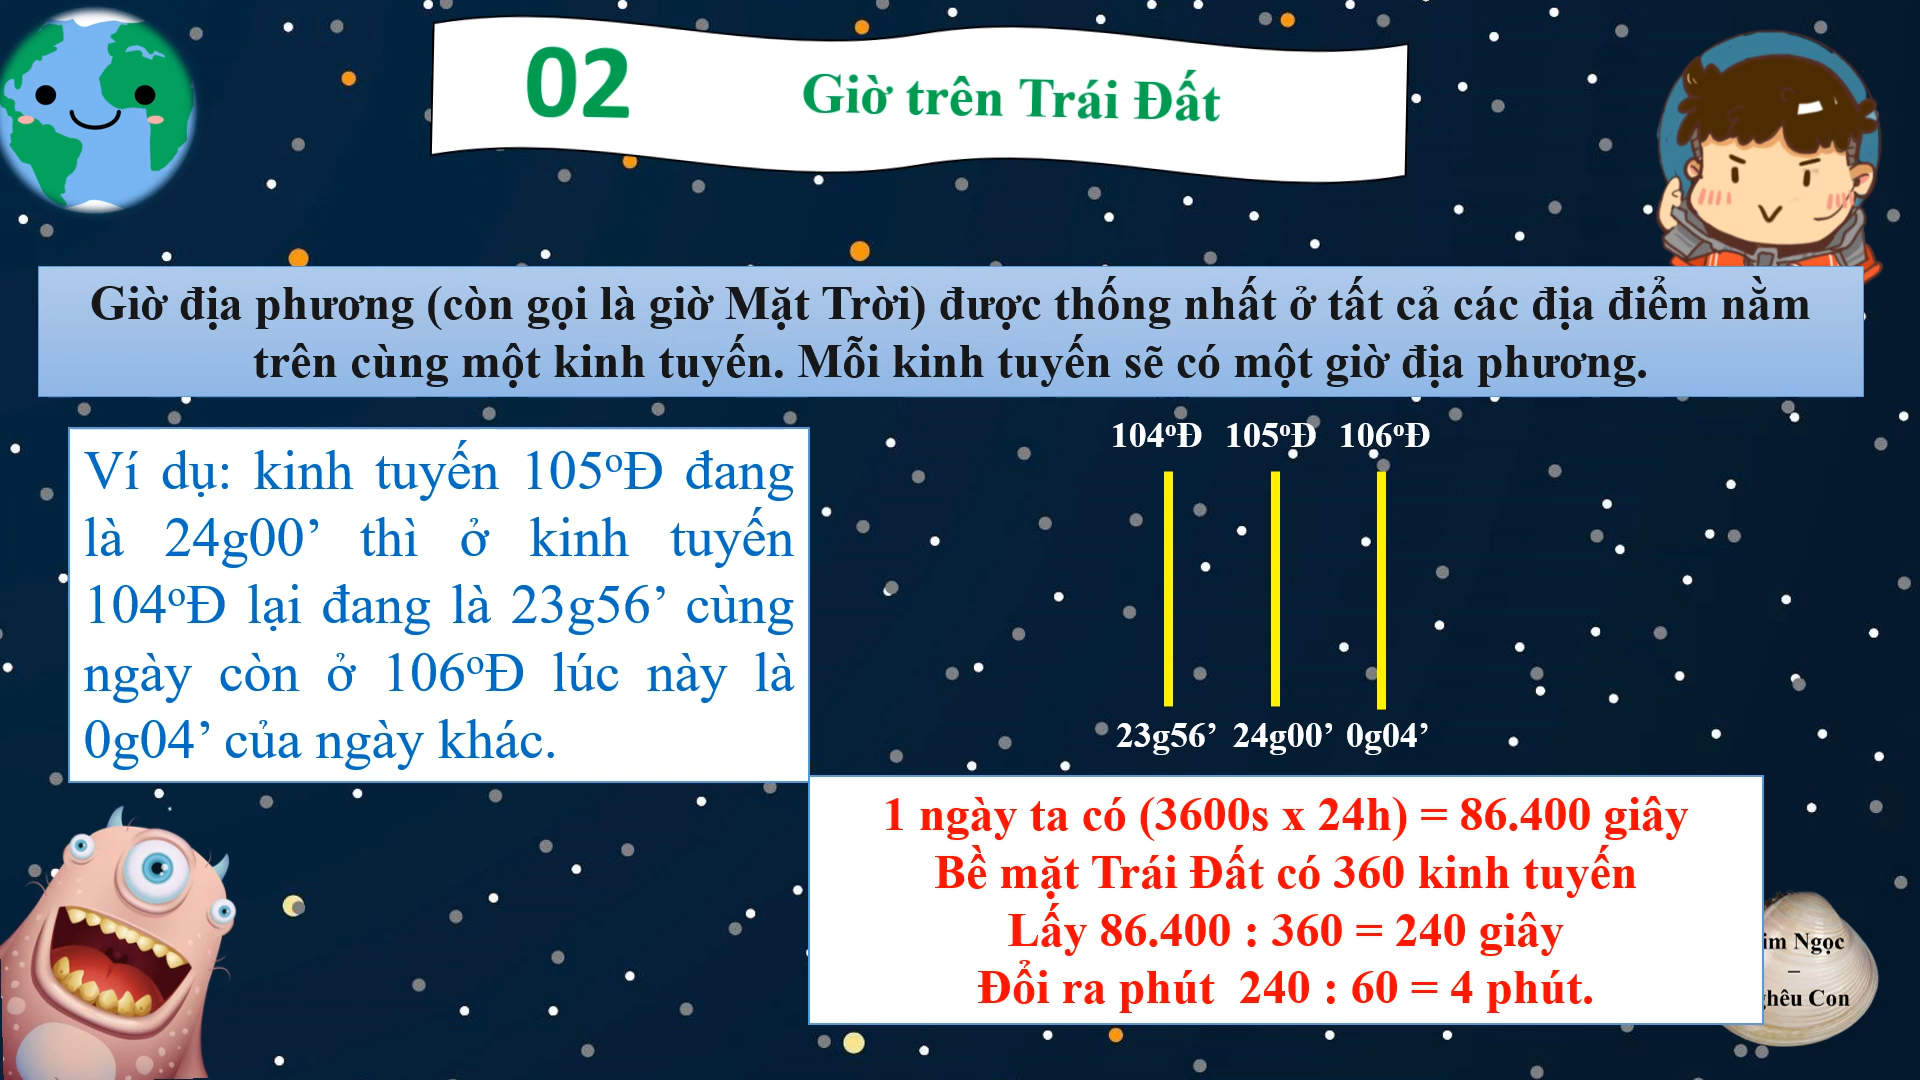 02 Giờ trên Trái Đất
Giờ địa phương (còn gọi là giờ Mặt Trời) được thống nhất ở tất cả các địa điểm nằm
trên cùng một kinh tuyến. Mỗi kinh tuyến sẽ có một giờ địa phương.
Ví dụ: kinh tuyến 105ºĐ đang
là 24g00’ thì ở kinh tuyến
104ºĐ lại đang là 23g56’ cùng
ngày còn ở 106ºĐ lúc này là
0g04’ của ngày khác.
104ºĐ 105ºĐ 106ºĐ
23g56’ 24g00’ 0g04’
1 ngày ta có (3600s x 24h) = 86.400 giây
Bề mặt Trái Đất có 360 kinh tuyến
Lấy 86.400 : 360 = 240 giây
Đổi ra phút 240 : 60 = 4 phút.
Ngọc
–
Con